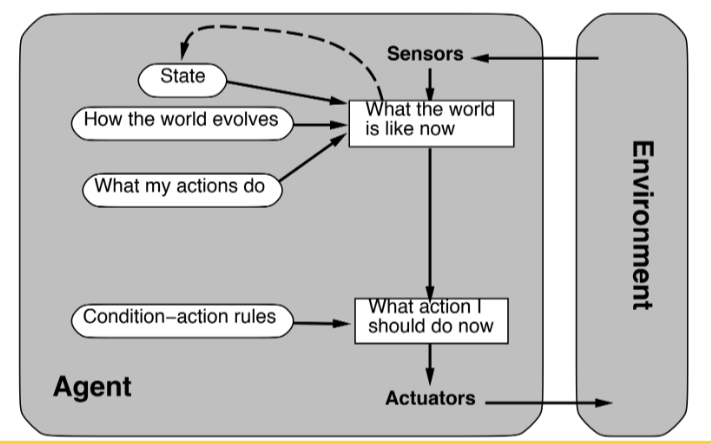 Sensors
State
What the world
is like now
How the world evolves
What my actions do
Environment
Condition–action rules
What action I
should do now
Agent
Actuators